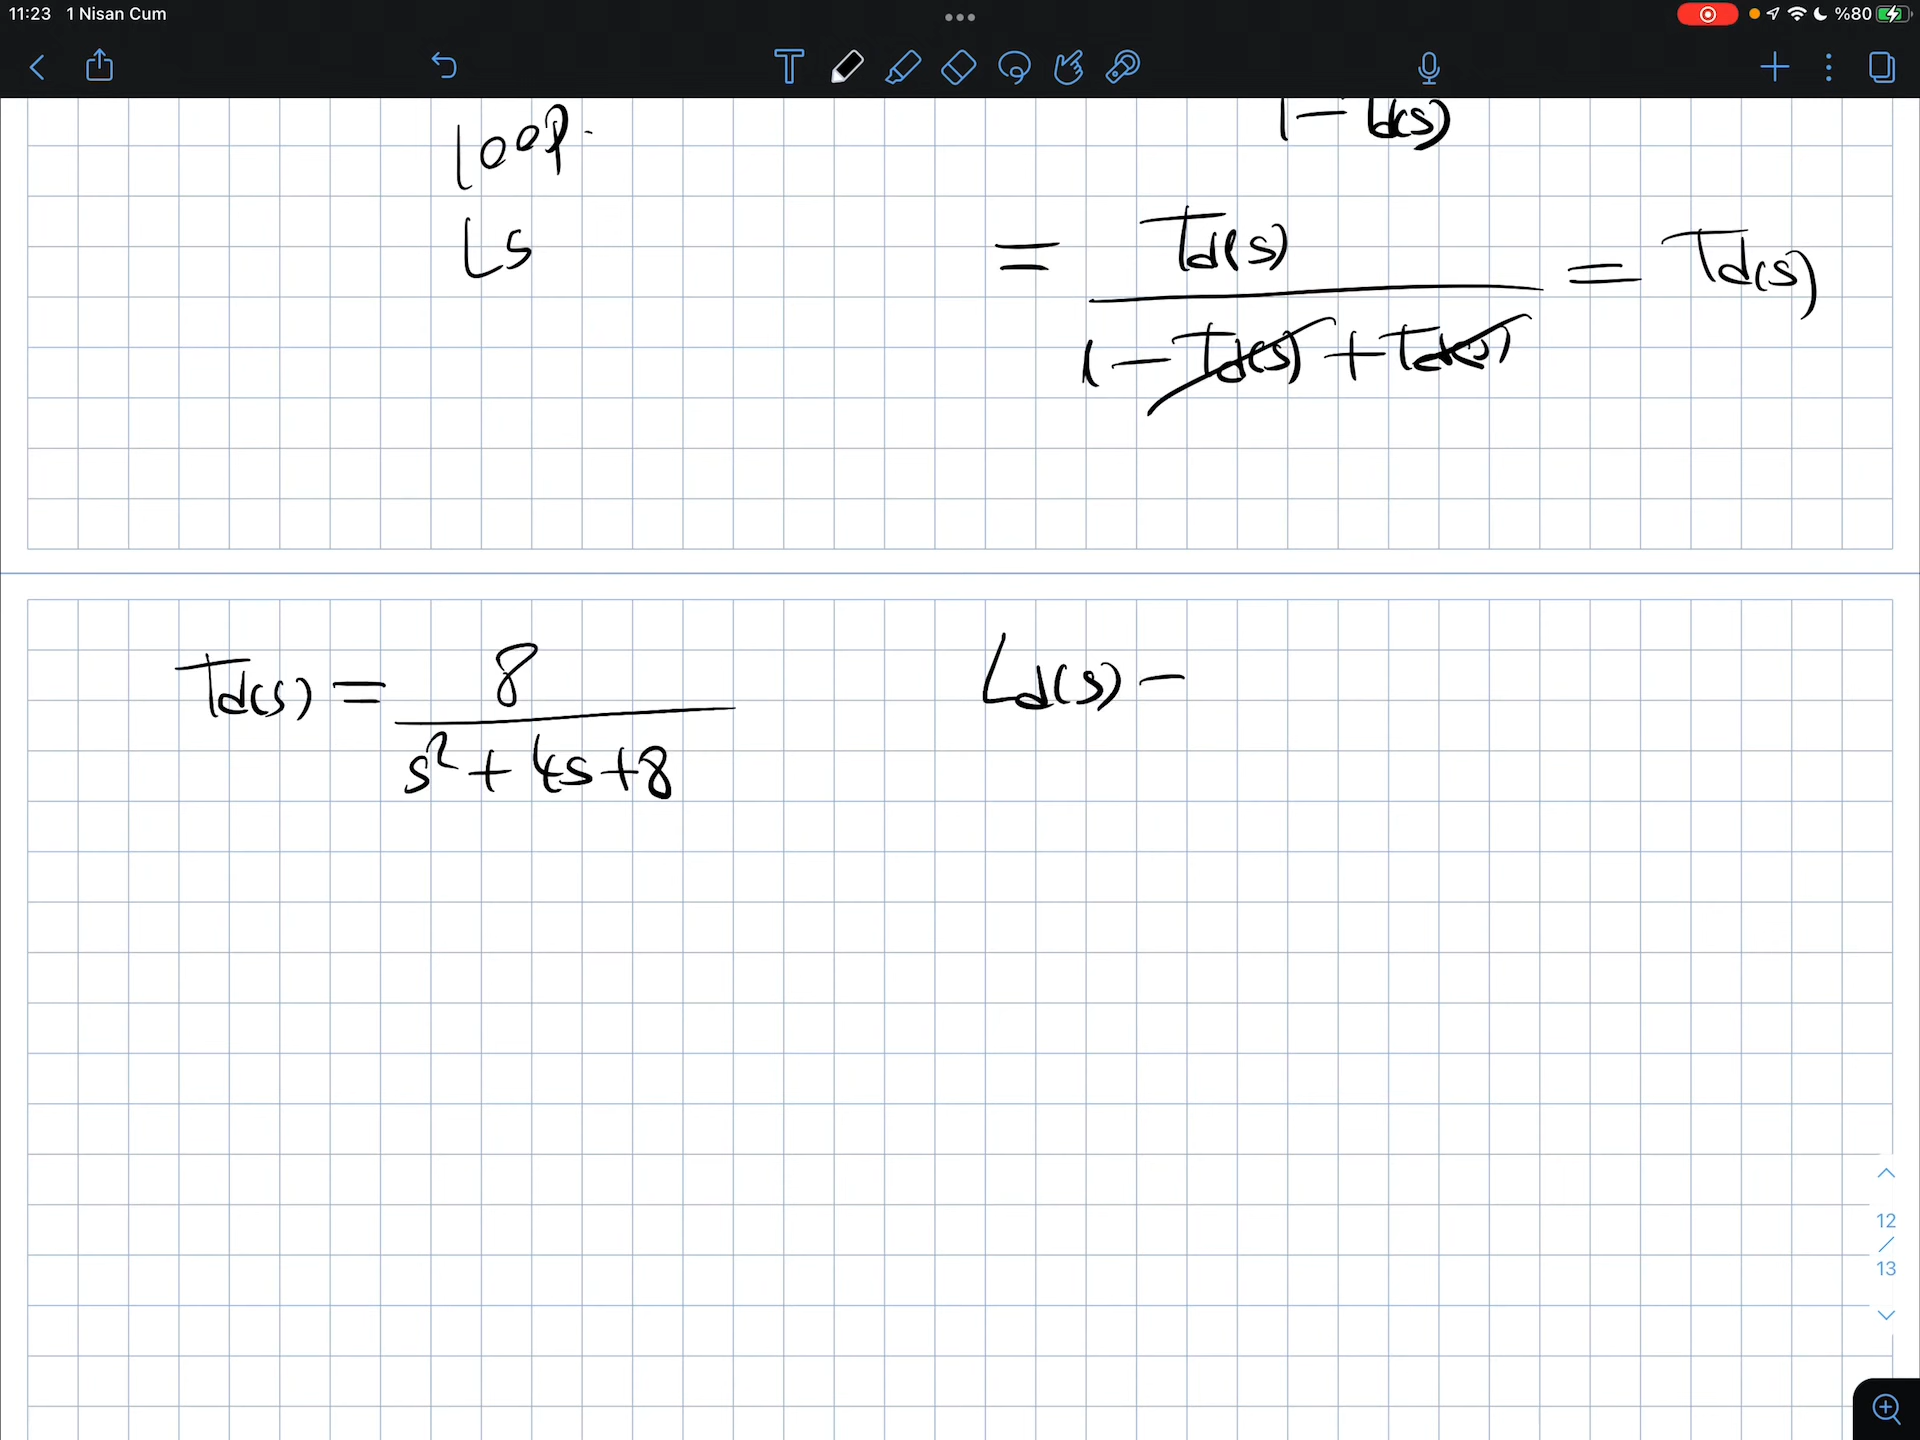 11:23 1 Nisan Cum
%80
loop.
Ls
1 - Td(s)
= Td(s) / (1 - Td(s) + Td(s)) = Td(s)
Td(s) = 8 / (s² + 4s + 8)
Ld(s) -
12
/
13